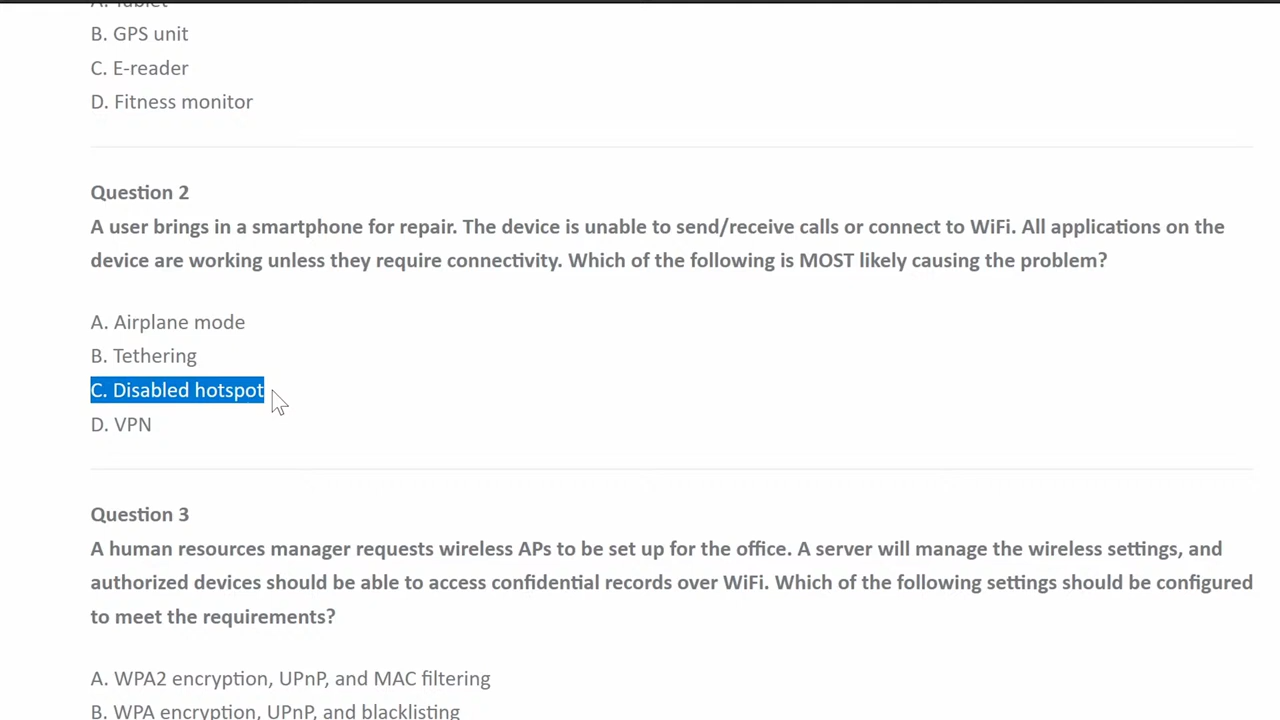 A. Tablet
B. GPS unit
C. E-reader
D. Fitness monitor
Question 2
A user brings in a smartphone for repair. The device is unable to send/receive calls or connect to WiFi. All applications on the
device are working unless they require connectivity. Which of the following is MOST likely causing the problem?
A. Airplane mode
B. Tethering
C. Disabled hotspot
D. VPN
Question 3
A human resources manager requests wireless APs to be set up for the office. A server will manage the wireless settings, and
authorized devices should be able to access confidential records over WiFi. Which of the following settings should be configured
to meet the requirements?
A. WPA2 encryption, UPnP, and MAC filtering
B. WPA encryption, UPnP, and blacklisting